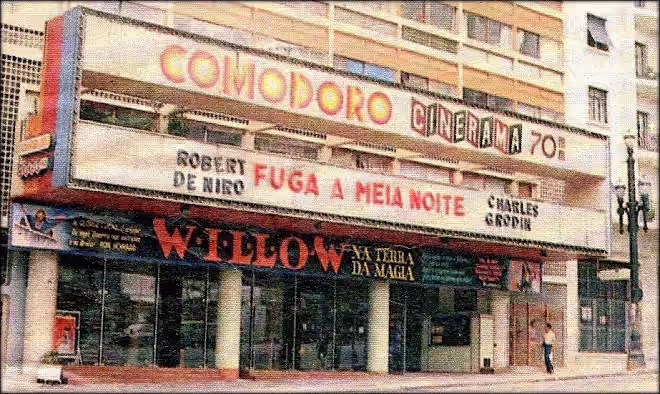 COMODORO
CINERAMA 70mm
ROBERT DE NIRO
FUGA A MEIA NOITE
CHARLES GRODIN
WILLOW
NA TERRA DA MAGIA